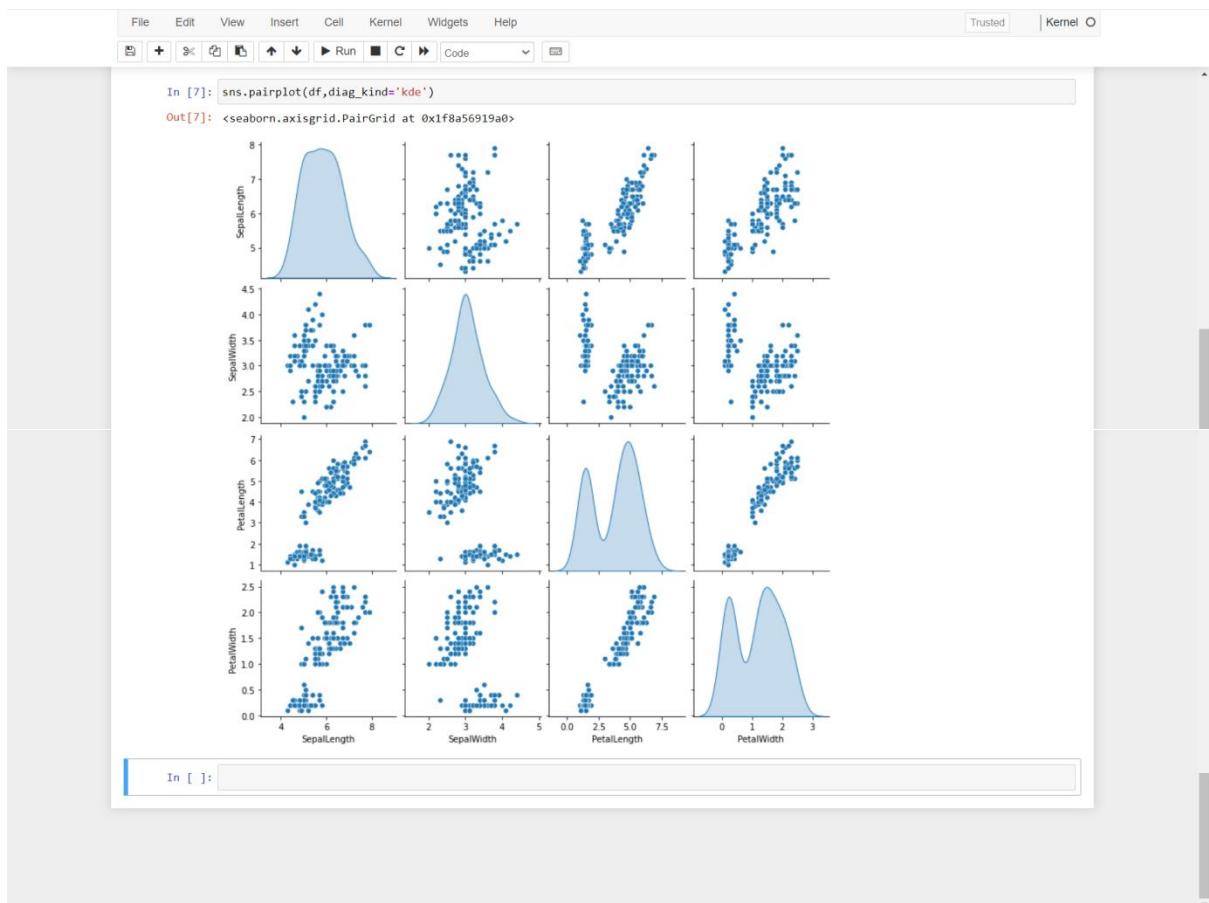 File Edit View Insert Cell Kernel Widgets Help Trusted Kernel
Run Code
In [7]: sns.pairplot(df,diag_kind='kde')
Out[7]: <seaborn.axisgrid.PairGrid at 0x1f8a56919a0>
8
7
6
5
SepalLength
4.5
4.0
3.5
3.0
2.5
2.0
SepalWidth
7
6
5
4
3
2
1
PetalLength
2.5
2.0
1.5
1.0
0.5
0.0
PetalWidth
4 6 8 2 3 4 5 0.0 2.5 5.0 7.5 0 1 2 3
SepalLength SepalWidth PetalLength PetalWidth
In [ ]: